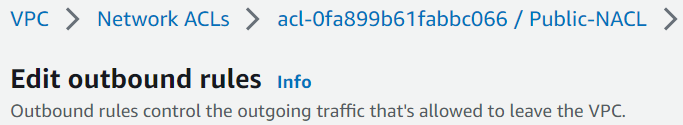 VPC > Network ACLs > acl-0fa899b61fabbc066 / Public-NACL >
Edit outbound rules Info
Outbound rules control the outgoing traffic that's allowed to leave the VPC.